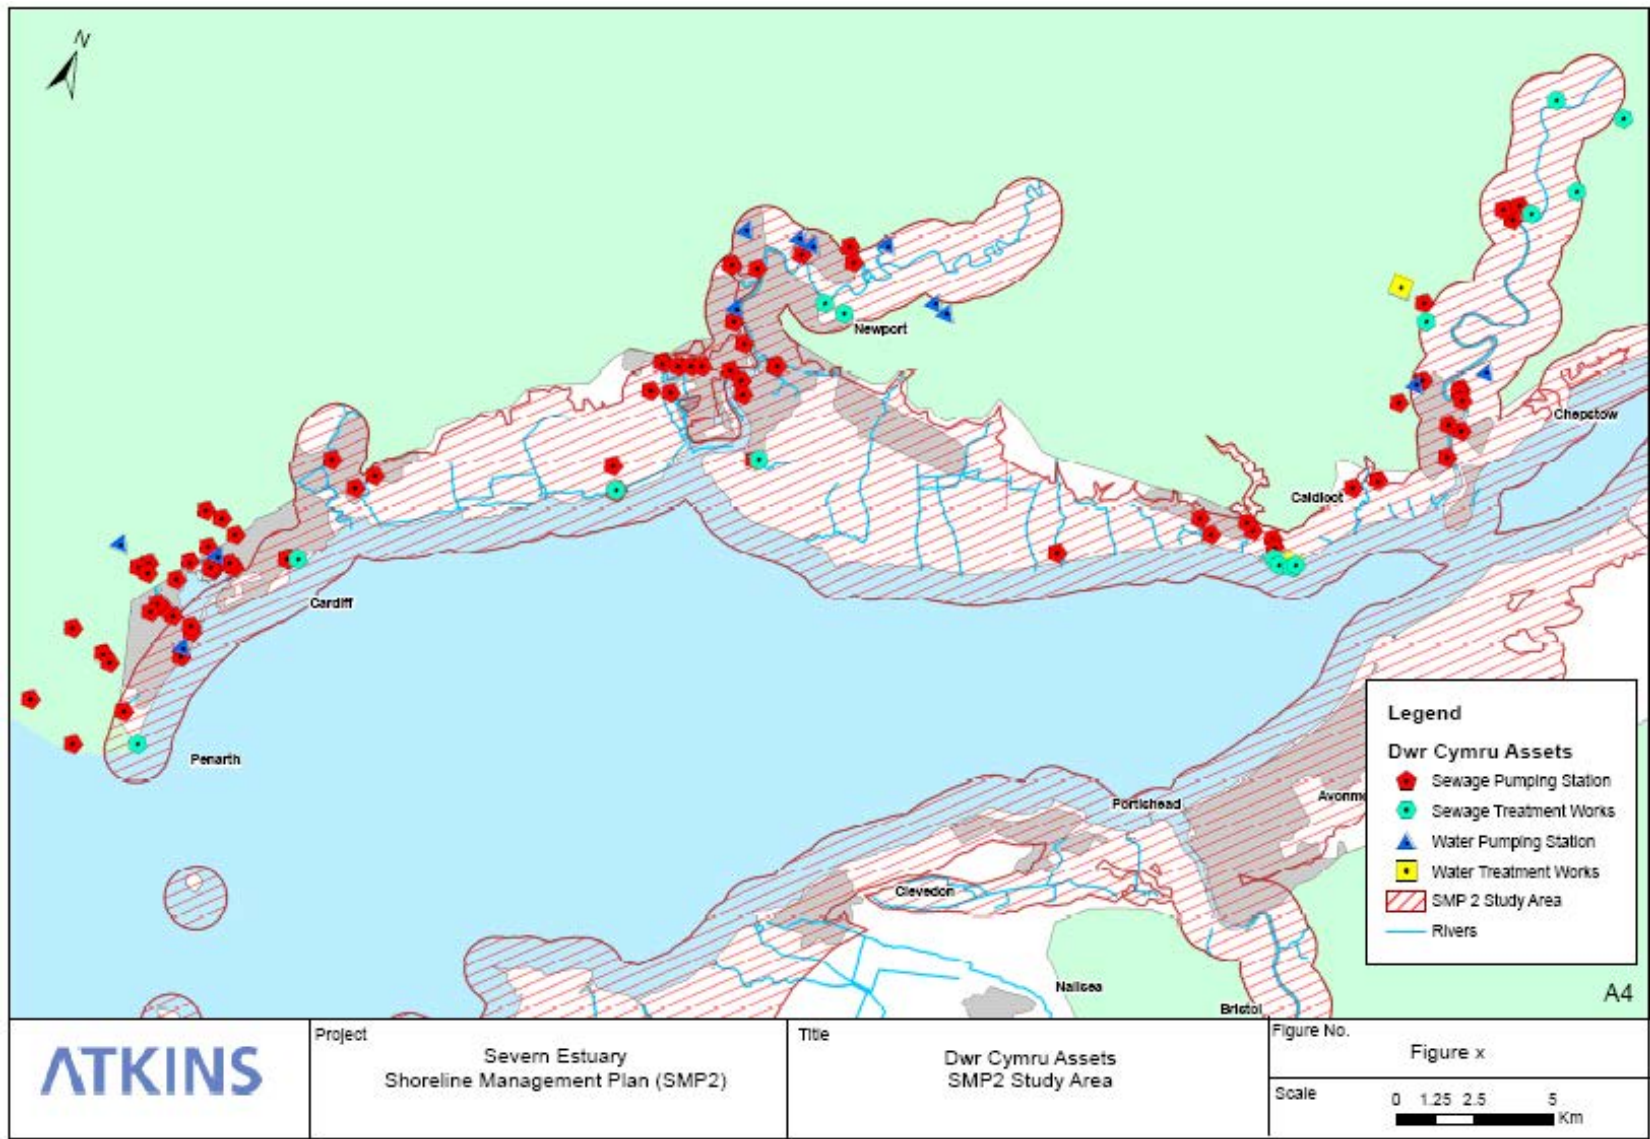 N
Newport
Chepstow
Caldicot
Cardiff
Penarth
Portishead
Avonm
Clevedon
Nailsea
Bristol
Legend
Dwr Cymru Assets
Sewage Pumping Station
Sewage Treatment Works
Water Pumping Station
Water Treatment Works
SMP 2 Study Area
Rivers
A4
ATKINS
Project
Severn Estuary
Shoreline Management Plan (SMP2)
Title
Dwr Cymru Assets
SMP2 Study Area
Figure No.
Figure x
Scale
0 1.25 2.5 5
Km